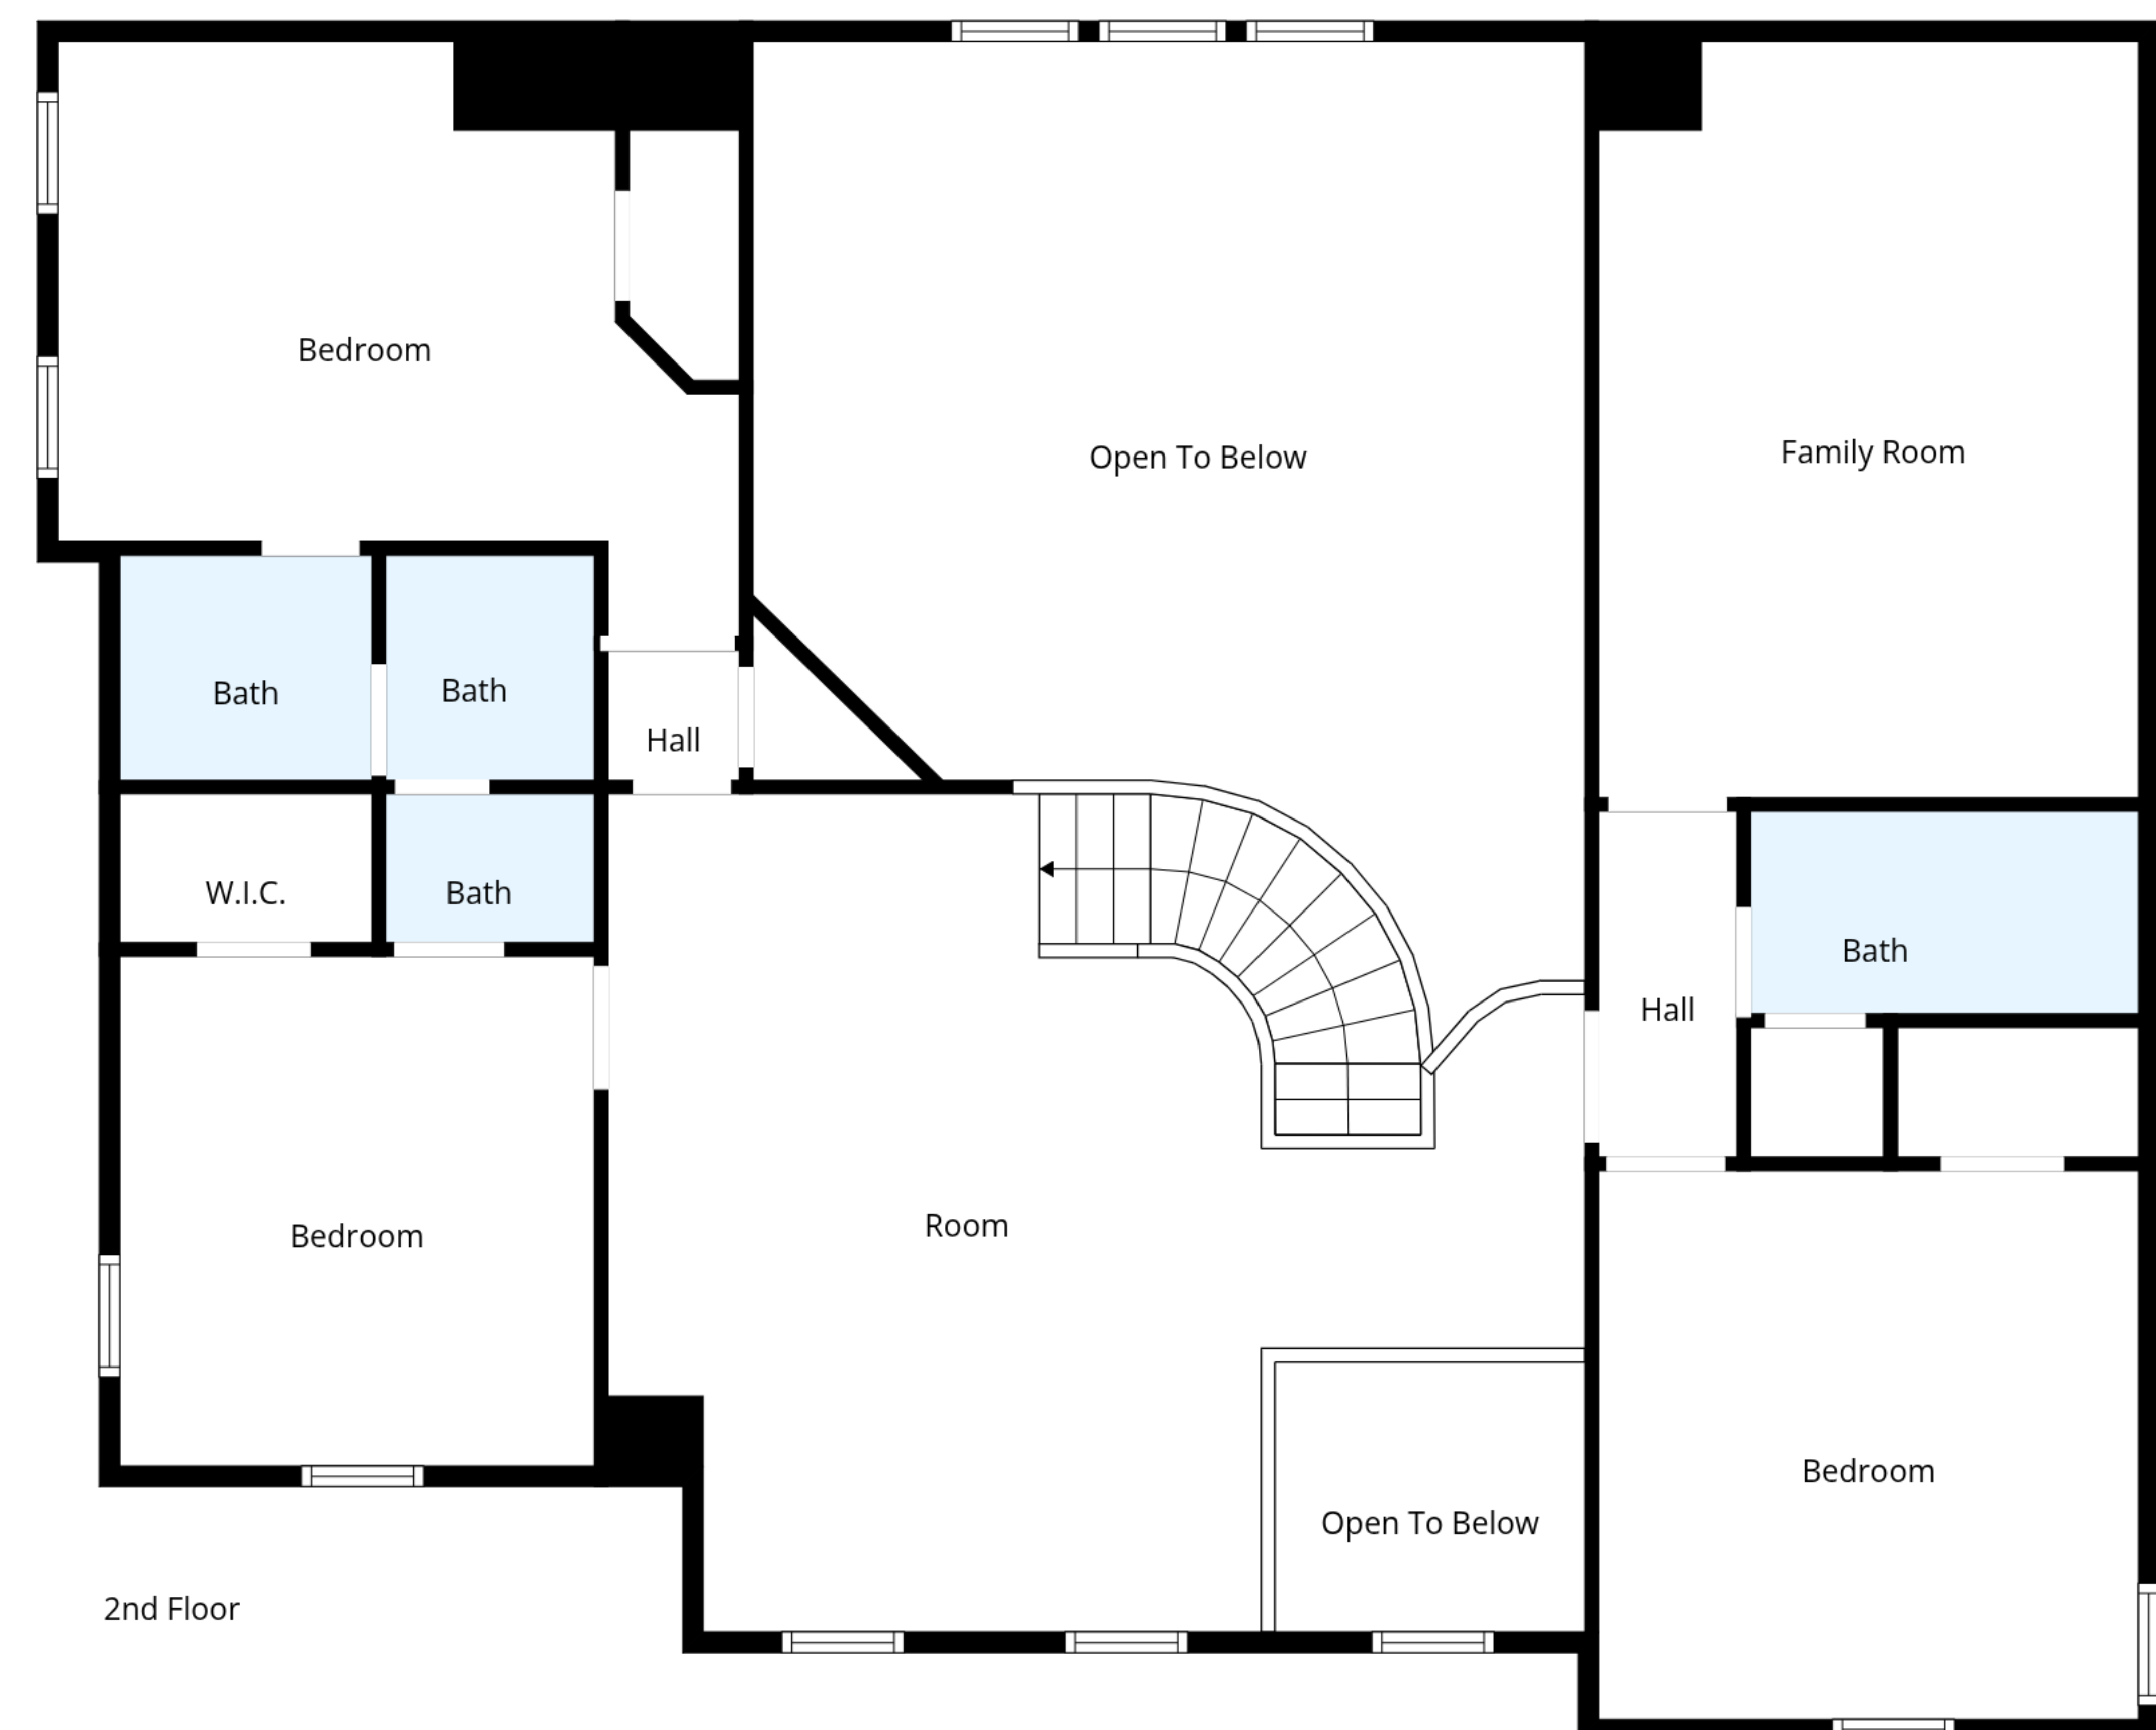 Bedroom
Open To Below
Family Room
Bath
Bath
Hall
W.I.C.
Bath
Bath
Hall
Room
Bedroom
Bedroom
Open To Below
2nd Floor